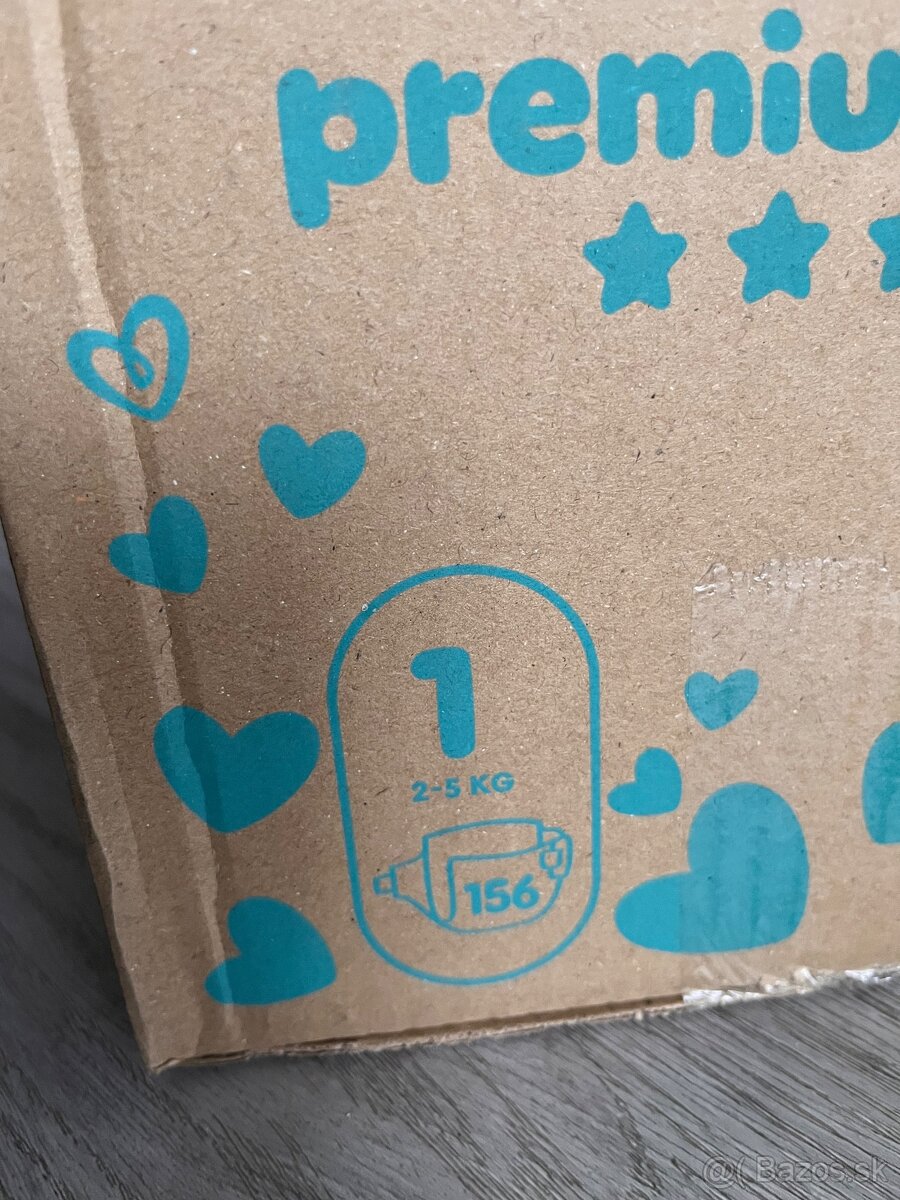 premiu
1
2-5 KG
156
@( Bazos.sk